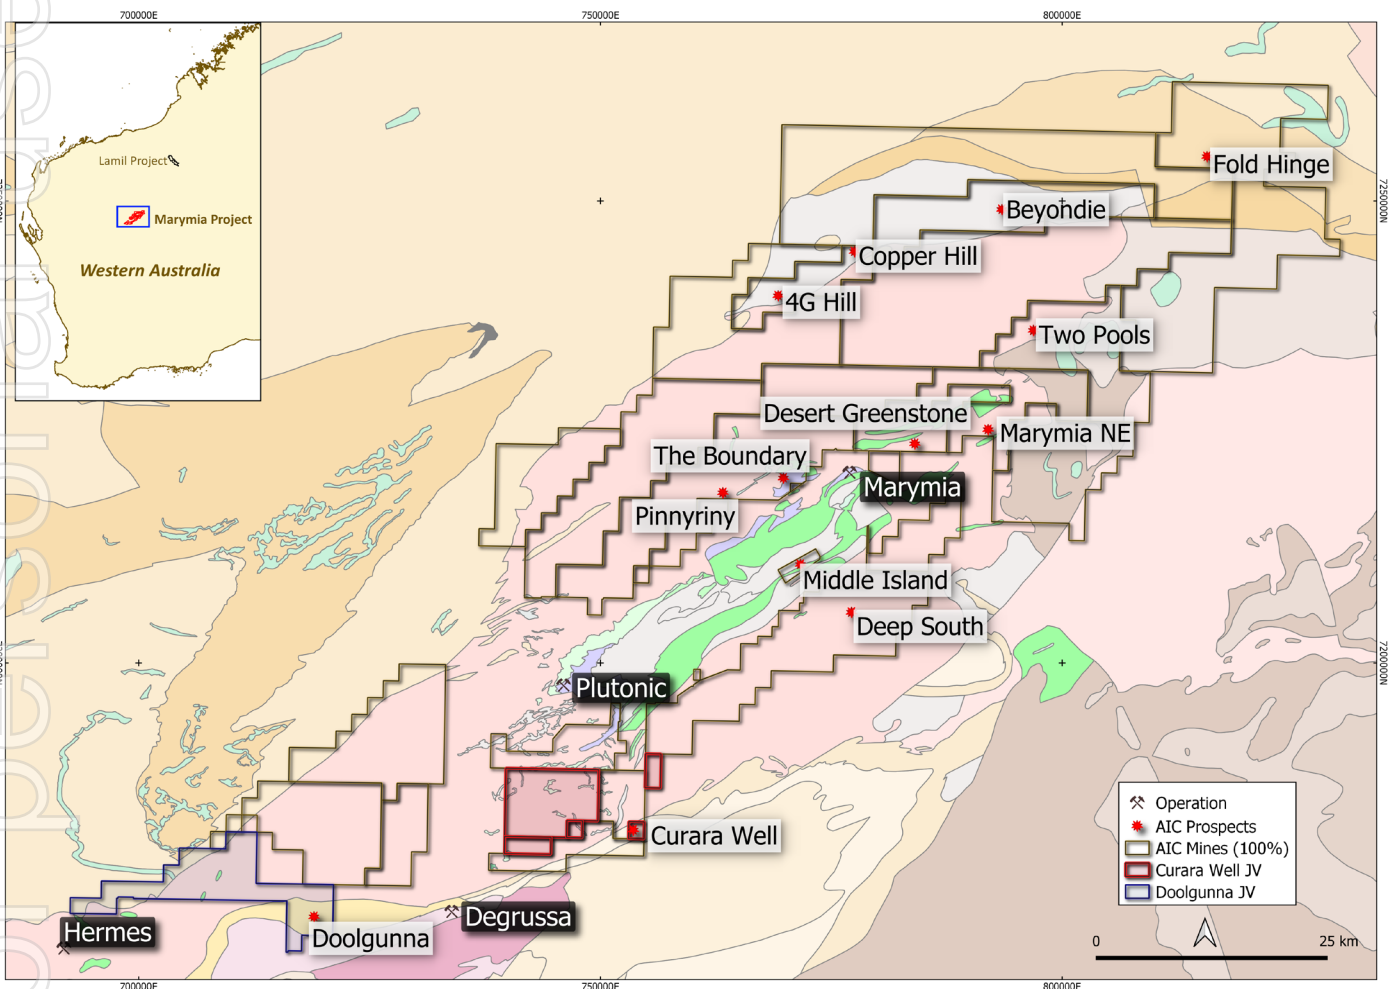 700000E
750000E
800000E
Lamil Project
Marymia Project
Western Australia
Fold Hinge
7250000N
Beyondie
Copper Hill
4G Hill
Two Pools
Desert Greenstone
Marymia NE
The Boundary
Marymia
Pinnyriny
Middle Island
Deep South
7200000N
Plutonic
Curara Well
Degrussa
Hermes
Doolgunna
Operation
AIC Prospects
AIC Mines (100%)
Curara Well JV
Doolgunna JV
0
25 km
700000E
750000E
800000E